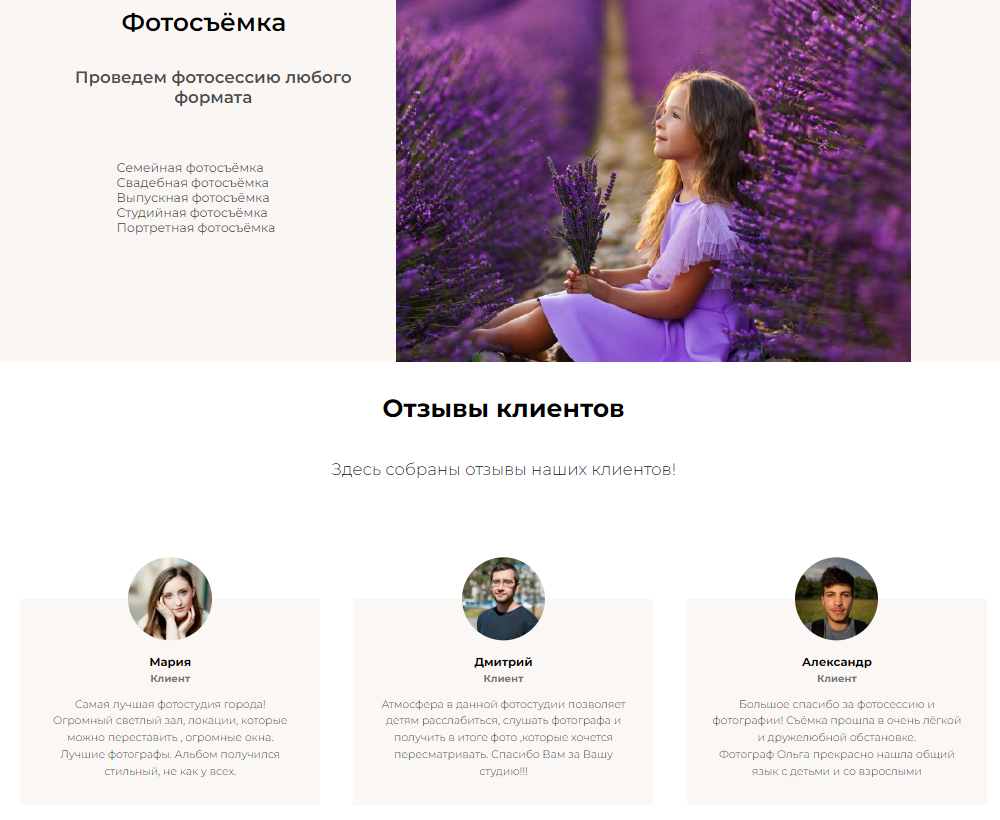 Фотосъёмка
Проведем фотосессию любого
формата
Семейная фотосъёмка
Свадебная фотосъёмка
Выпускная фотосъёмка
Студийная фотосъёмка
Портретная фотосъёмка
Отзывы клиентов
Здесь собраны отзывы наших клиентов!
Мария
Клиент
Самая лучшая фотостудия города!
Огромный светлый зал, локации, которые
можно переставить , огромные окна.
Лучшие фотографы. Альбом получился
стильный, не как у всех.
Дмитрий
Клиент
Атмосфера в данной фотостудии позволяет
детям расслабиться, слушать фотографа и
получить в итоге фото ,которые хочется
пересматривать. Спасибо Вам за Вашу
студию!!!
Александр
Клиент
Большое спасибо за фотосессию и
фотографии! Съёмка прошла в очень лёгкой
и дружелюбной обстановке.
Фотограф Ольга прекрасно нашла общий
язык с детьми и со взрослыми